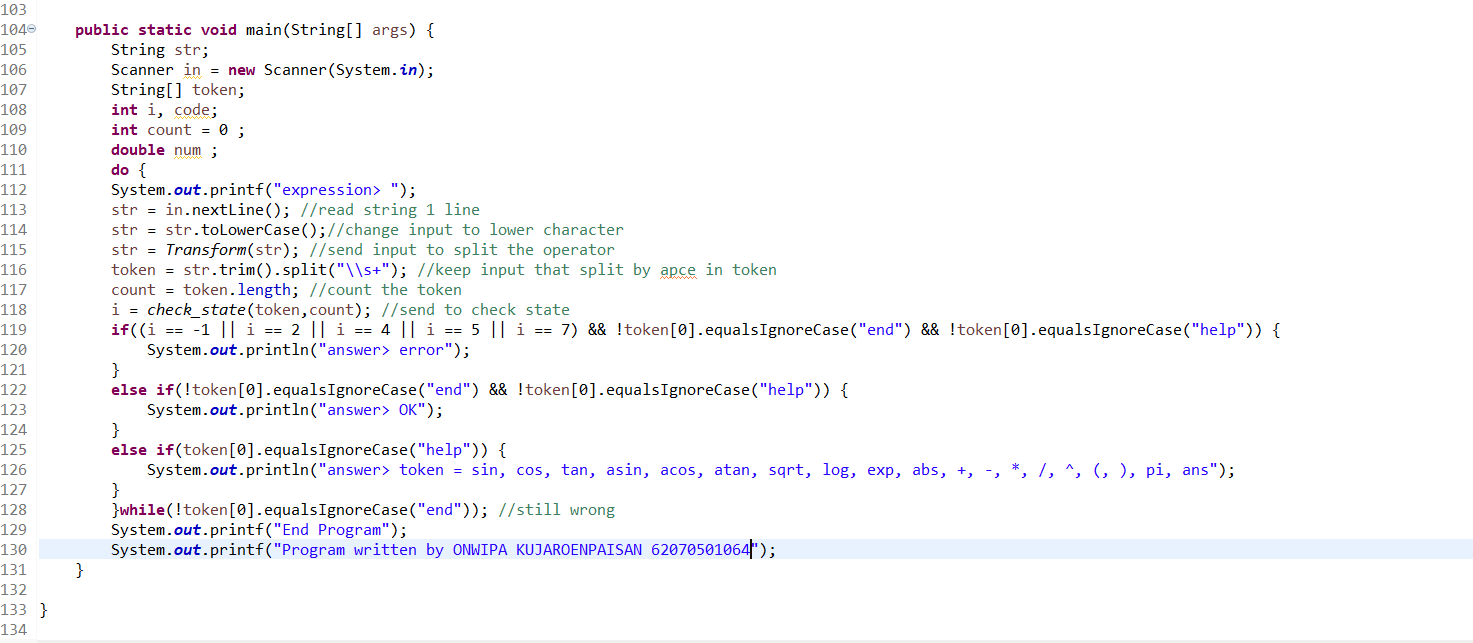 103
104 public static void main(String[] args) {
105 String str;
106 Scanner in = new Scanner(System.in);
107 String[] token;
108 int i, code;
109 int count = 0 ;
110 double num ;
111 do {
112 System.out.printf("expression> ");
113 str = in.nextLine(); //read string 1 line
114 str = str.toLowerCase();//change input to lower character
115 str = Transform(str); //send input to split the operator
116 token = str.trim().split("\\s+"); //keep input that split by apce in token
117 count = token.length; //count the token
118 i = check_state(token,count); //send to check state
119 if((i == -1 || i == 2 || i == 4 || i == 5 || i == 7) && !token[0].equalsIgnoreCase("end") && !token[0].equalsIgnoreCase("help")) {
120 System.out.println("answer> error");
121 }
122 else if(!token[0].equalsIgnoreCase("end") && !token[0].equalsIgnoreCase("help")) {
123 System.out.println("answer> OK");
124 }
125 else if(token[0].equalsIgnoreCase("help")) {
126 System.out.println("answer> token = sin, cos, tan, asin, acos, atan, sqrt, log, exp, abs, +, -, *, /, ^, (, ), pi, ans");
127 }
128 }while(!token[0].equalsIgnoreCase("end")); //still wrong
129 System.out.printf("End Program");
130 System.out.printf("Program written by ONWIPA KUJAROENPAISAN 62070501064");
131 }
132
133 }
134